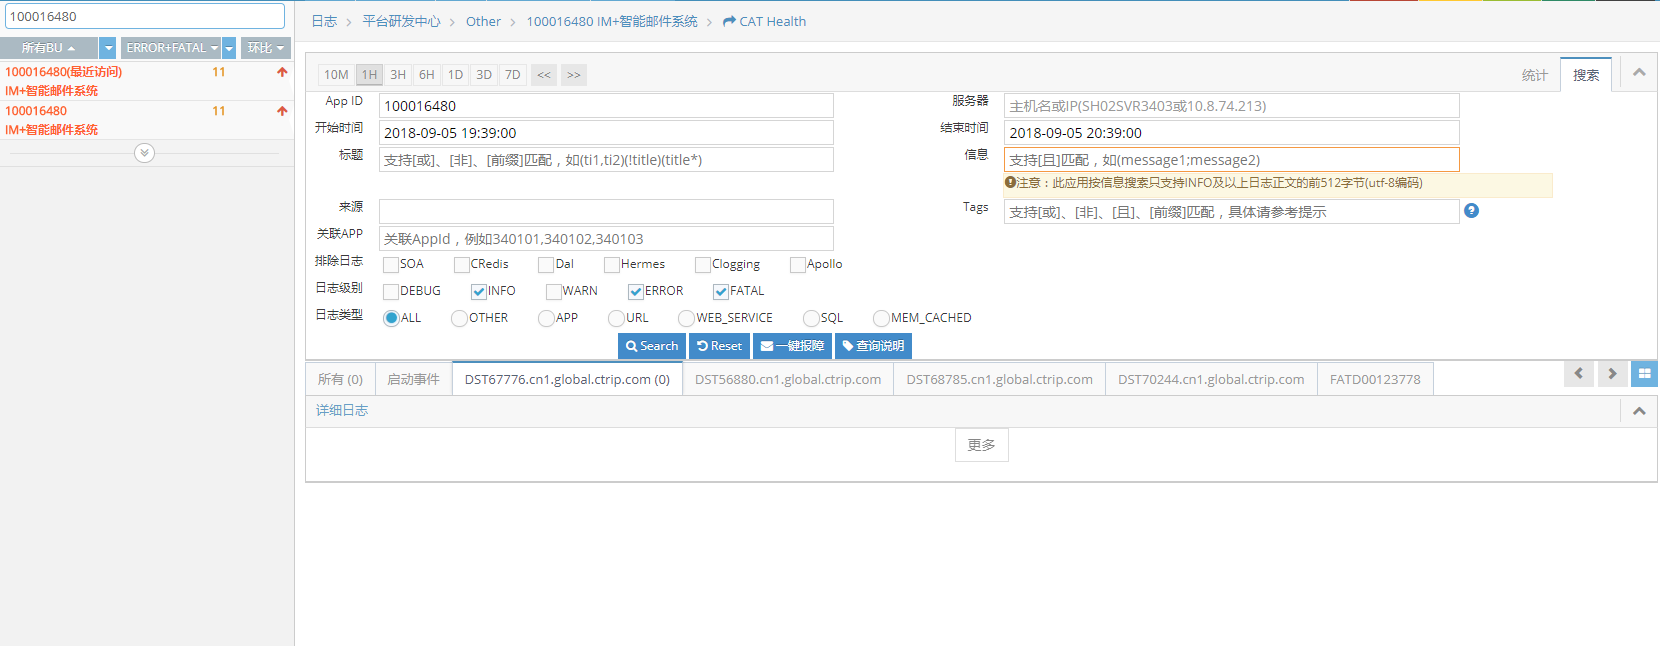 100016480
所有BU
ERROR+FATAL
环比
100016480(最近访问) 11
IM+智能邮件系统
100016480 11
IM+智能邮件系统
日志 > 平台研发中心 > Other > 100016480 IM+智能邮件系统 > CAT Health
10M 1H 3H 6H 1D 3D 7D << >>
统计 搜索
App ID 100016480
服务器 主机名或IP(SH02SVR3403或10.8.74.213)
开始时间 2018-09-05 19:39:00
结束时间 2018-09-05 20:39:00
标题 支持[或]、[非]、[前缀]匹配，如(ti1,ti2)(!title)(title*)
信息 支持[且]匹配，如(message1;message2)
注意：此应用按信息搜索只支持INFO及以上日志正文的前512字节(utf-8编码)
来源
Tags 支持[或]、[非]、[且]、[前缀]匹配，具体请参考提示
关联APP 关联AppId，例如340101,340102,340103
排除日志 SOA CRedis Dal Hermes Clogging Apollo
日志级别 DEBUG INFO WARN ERROR FATAL
日志类型 ALL OTHER APP URL WEB_SERVICE SQL MEM_CACHED
Search Reset 一键报障 查询说明
所有 (0) 启动事件 DST67776.cn1.global.ctrip.com (0) DST56880.cn1.global.ctrip.com DST68785.cn1.global.ctrip.com DST70244.cn1.global.ctrip.com FATD00123778
详细日志
更多